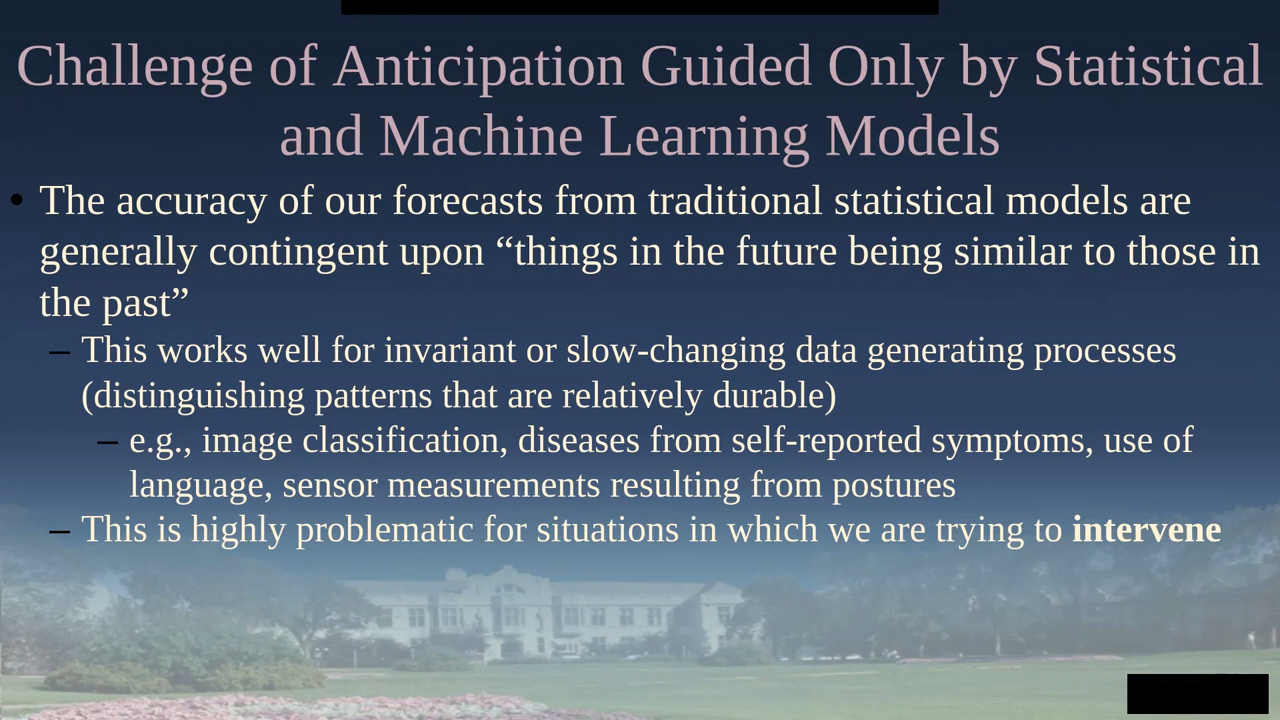 Challenge of Anticipation Guided Only by Statistical
and Machine Learning Models
• The accuracy of our forecasts from traditional statistical models are
generally contingent upon “things in the future being similar to those in
the past”
– This works well for invariant or slow-changing data generating processes
(distinguishing patterns that are relatively durable)
– e.g., image classification, diseases from self-reported symptoms, use of
language, sensor measurements resulting from postures
– This is highly problematic for situations in which we are trying to intervene